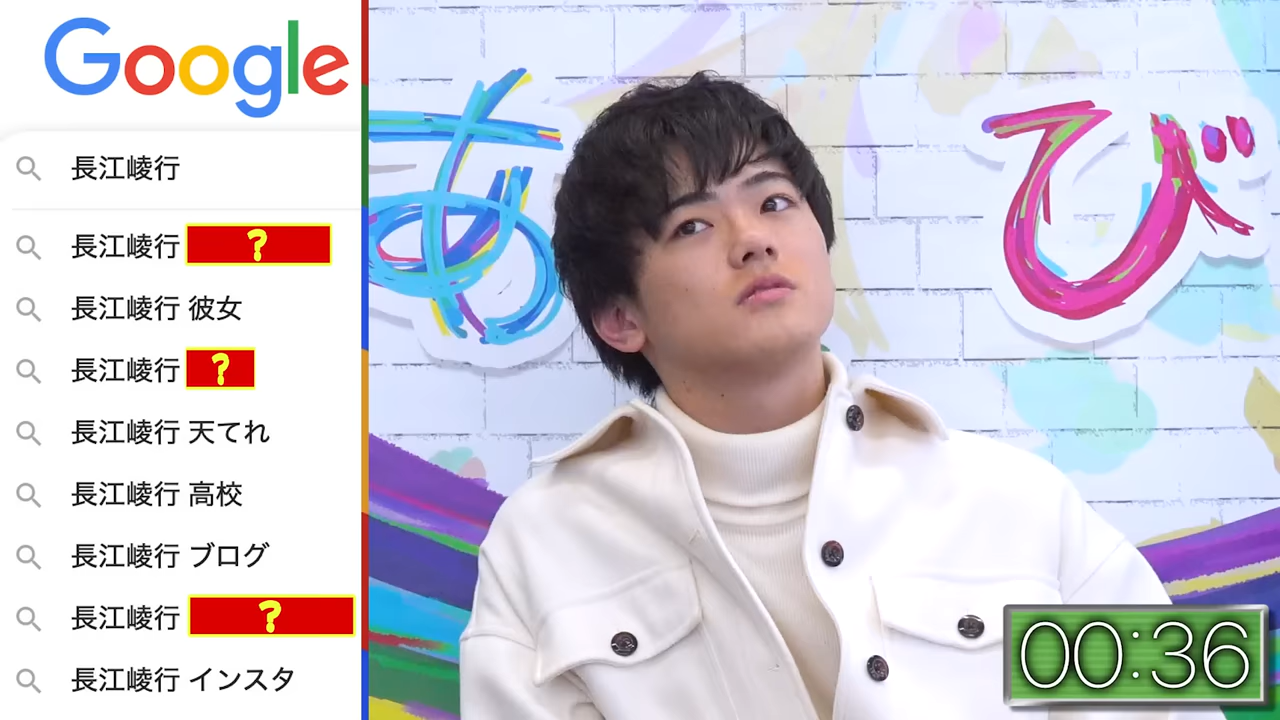 Google
長江崚行
長江崚行 ?
長江崚行 彼女
長江崚行 ?
長江崚行 天てれ
長江崚行 高校
長江崚行 ブログ
長江崚行 ?
長江崚行 インスタ
あ び
00:36